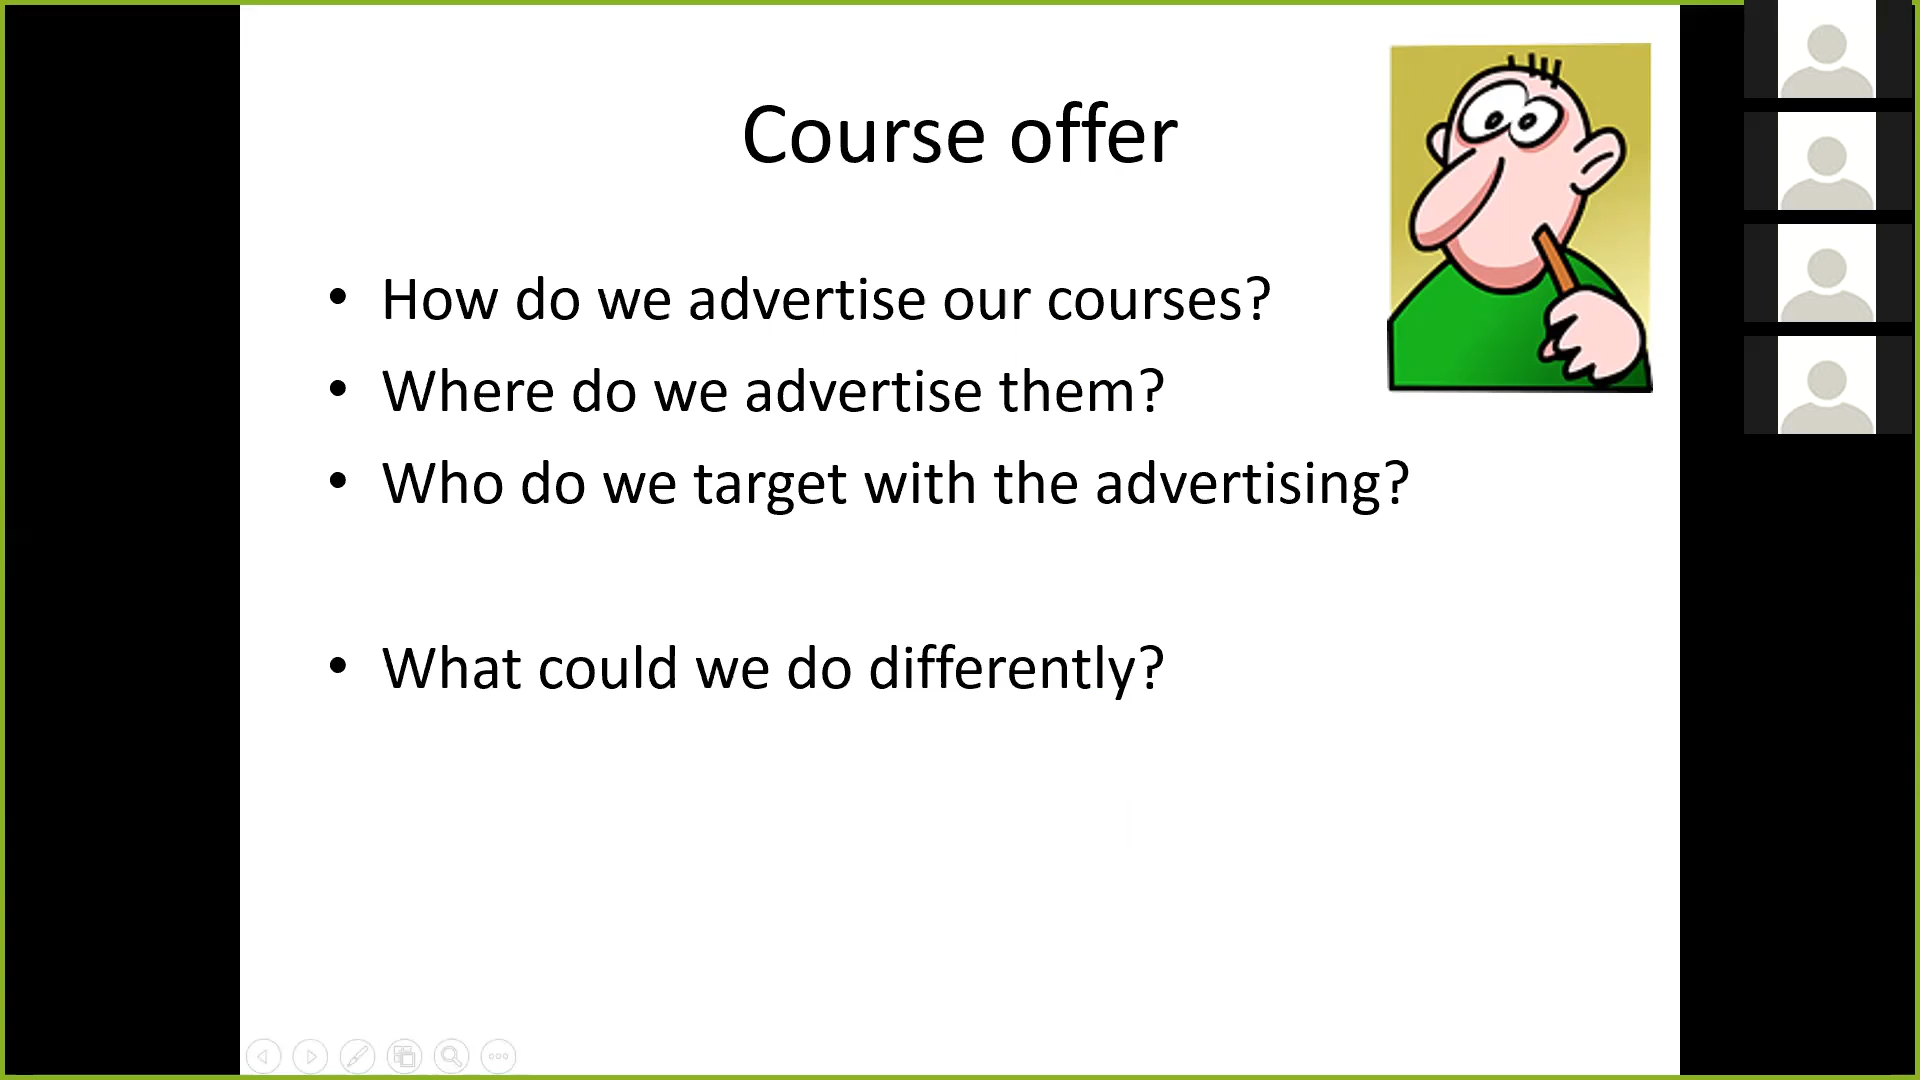 Course offer
• How do we advertise our courses?
• Where do we advertise them?
• Who do we target with the advertising?
• What could we do differently?